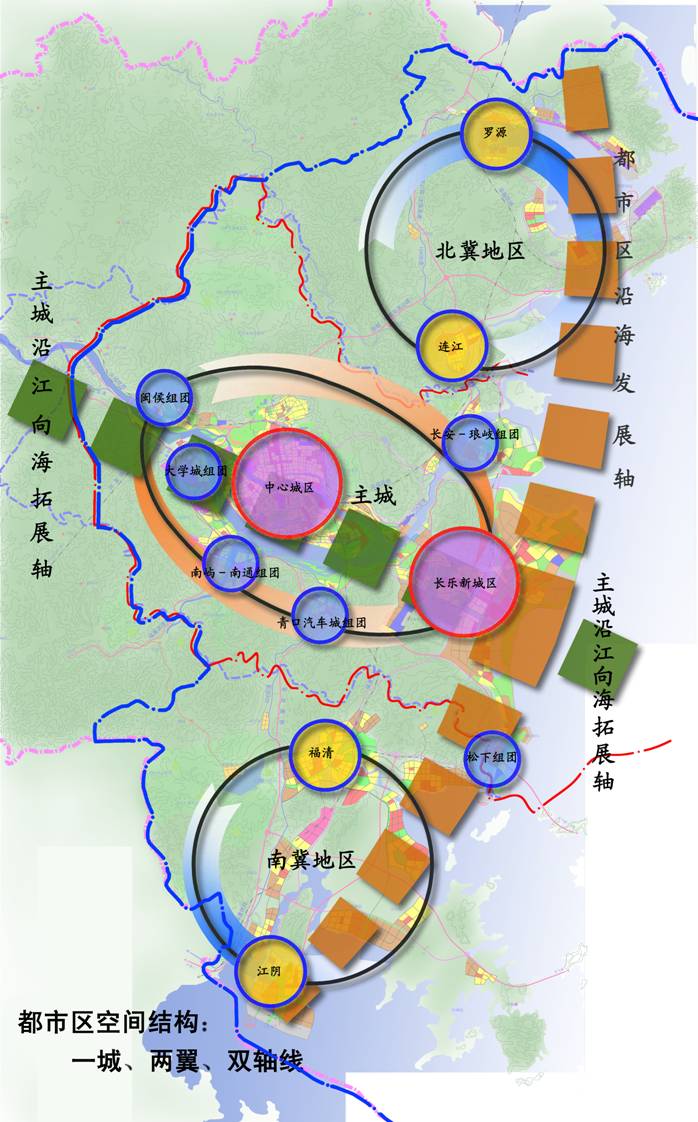 罗源
都市区沿海发展轴
北冀地区
主城沿江向海拓展轴
连江
闽侯组团
长安-琅岐组团
大学城组团
中心城区
主城
南屿-南通组团
长乐新城区
青口汽车城组团
主城沿江向海拓展轴
福清
松下组团
南冀地区
江阴
都市区空间结构:
一城、两翼、双轴线